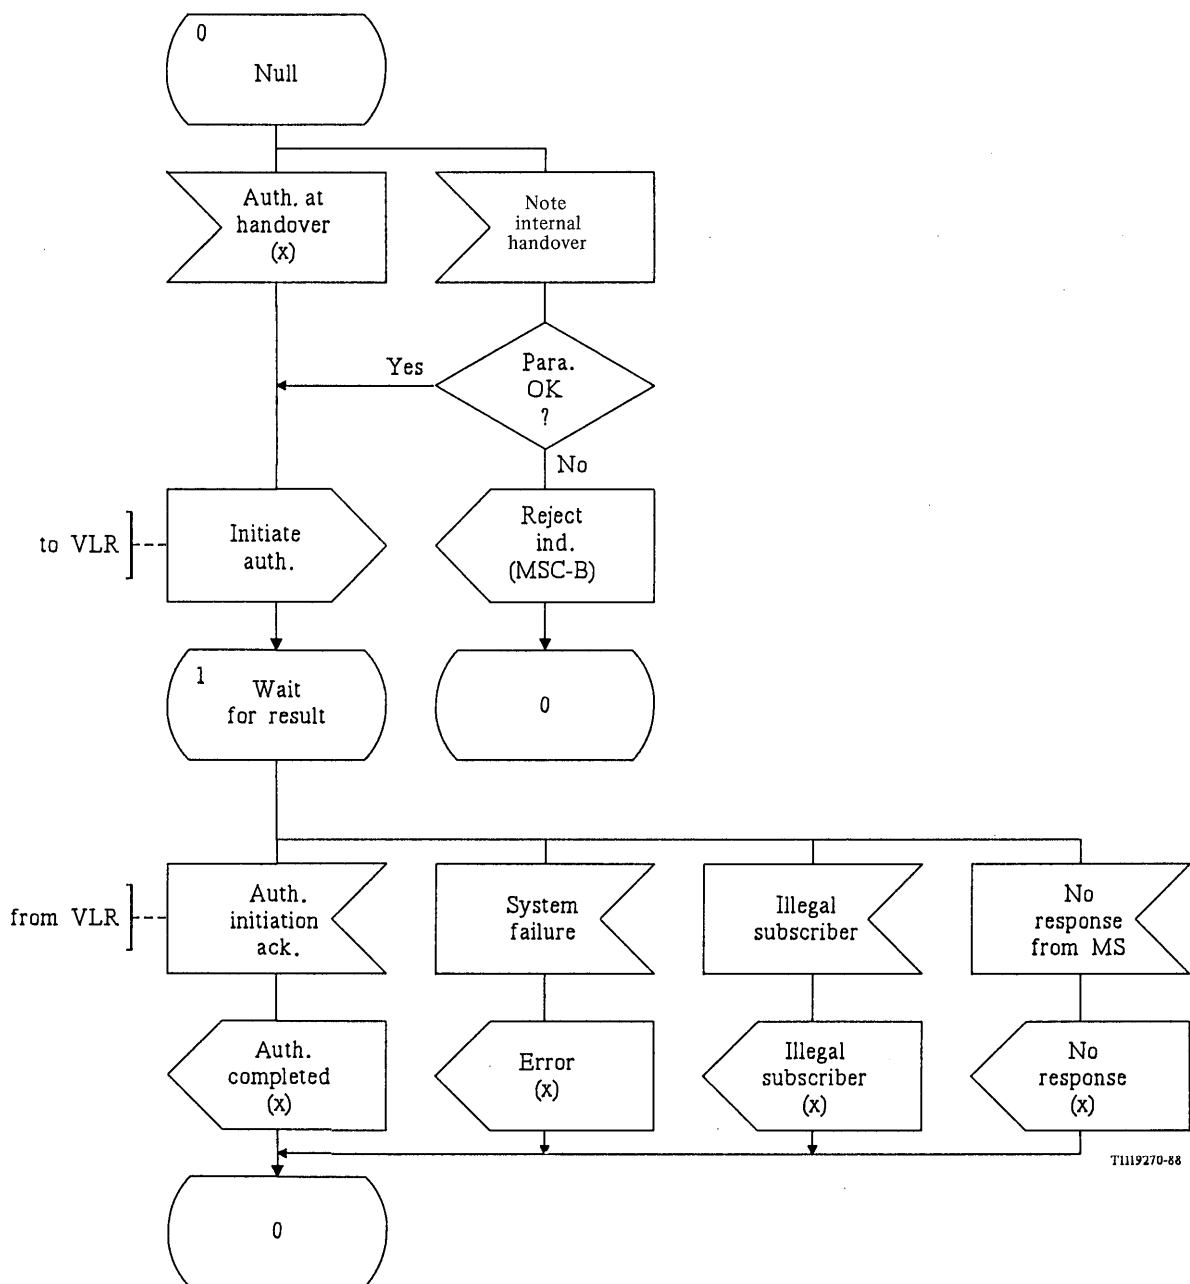 0
Null
Auth. at
handover
(x)
Note
internal
handover
Yes
Para.
OK
?
No
to VLR
Initiate
auth.
Reject
ind.
(MSC-B)
1
Wait
for result
0
from VLR
Auth.
initiation
ack.
System
failure
Illegal
subscriber
No
response
from MS
Auth.
completed
(x)
Error
(x)
Illegal
subscriber
(x)
No
response
(x)
T1119270-88
0